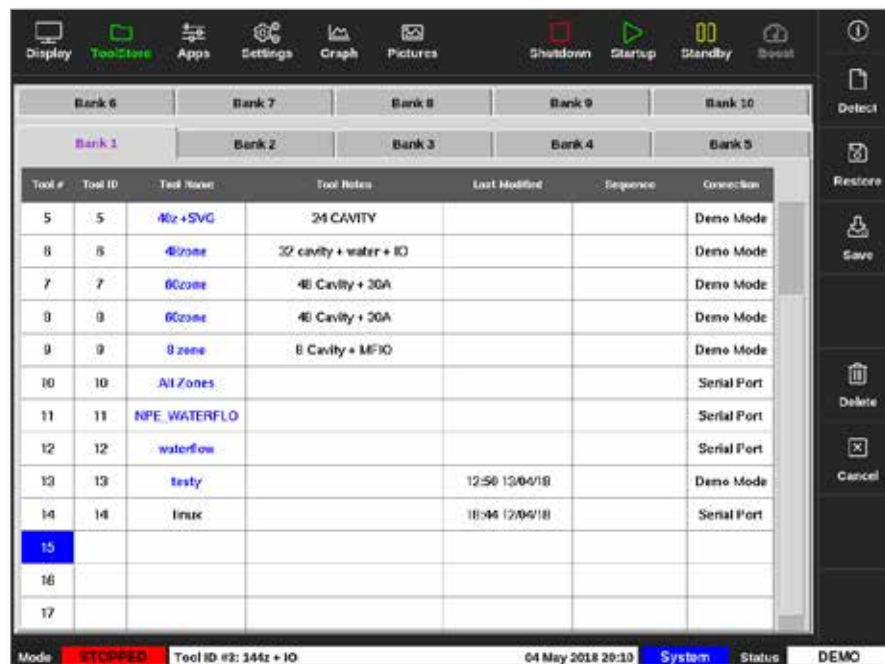 Display ToolStore Apps Settings Graph Pictures Shutdown Startup Standby Boost
Detect
Restore
Save
Delete
Cancel
Bank 6 Bank 7 Bank 8 Bank 9 Bank 10
Bank 1 Bank 2 Bank 3 Bank 4 Bank 5
Tool # Tool ID Tool Name Tool Notes Last Modified Sequence Connection
5 5 40z +SVG 24 CAVITY Demo Mode
6 6 48zone 32 cavity + water + IO Demo Mode
7 7 60zone 48 Cavity + 30A Demo Mode
8 8 60zone 48 Cavity + 30A Demo Mode
9 9 8 zone 8 Cavity + MFIO Demo Mode
10 10 All Zones Serial Port
11 11 NPE_WATERFLO Serial Port
12 12 waterflow Serial Port
13 13 testy 12:50 13/04/18 Demo Mode
14 14 linux 18:44 12/04/18 Serial Port
15
16
17
Mode STOPPED Tool ID #3: 144z + IO 04 May 2018 20:10 System Status DEMO